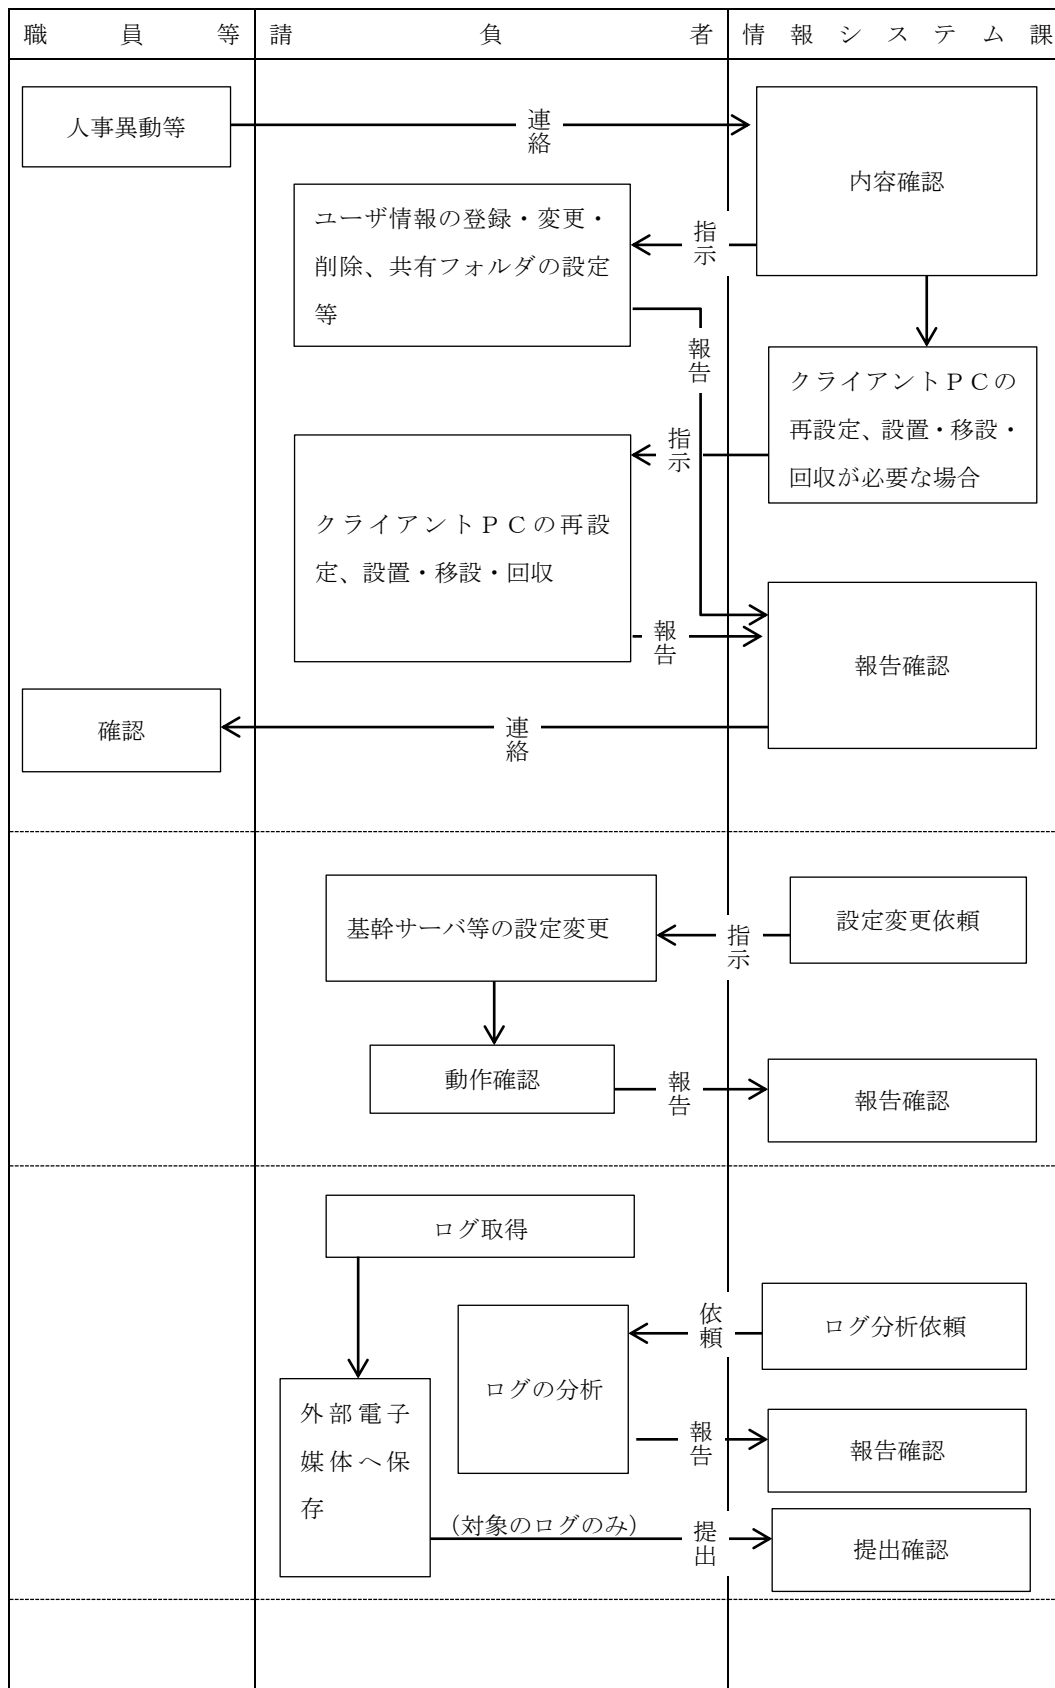 職員等
請負者
情報システム課
人事異動等
連絡
内容確認
ユーザ情報の登録・変更・
削除、共有フォルダの設定
等
指示
報告
クライアントＰＣの
再設定、設置・移設・
回収が必要な場合
指示
クライアントＰＣの再設
定、設置・移設・回収
報告
報告確認
確認
連絡
基幹サーバ等の設定変更
指示
設定変更依頼
動作確認
報告
報告確認
ログ取得
依頼
ログ分析依頼
ログの分析
外部電子
媒体へ保
存
報告
報告確認
（対象のログのみ）
提出
提出確認